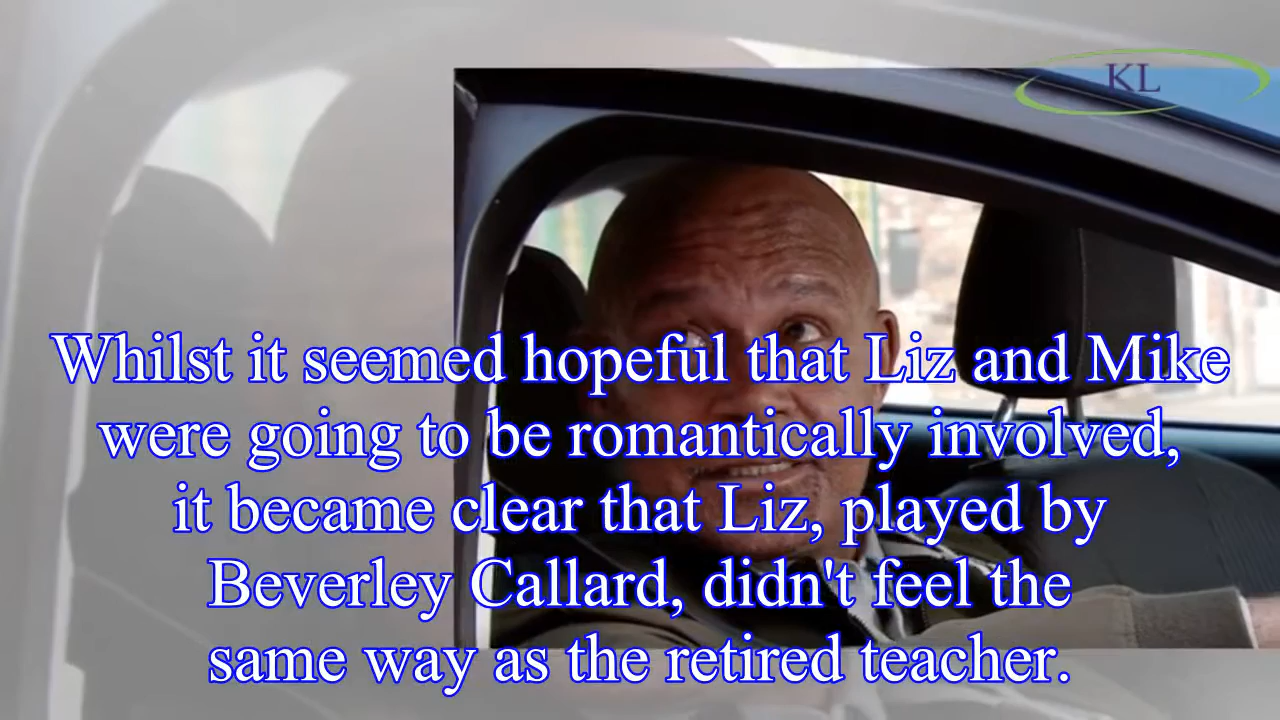 KL
Whilst it seemed hopeful that Liz and Mike
were going to be romantically involved,
it became clear that Liz, played by
Beverley Callard, didn't feel the
same way as the retired teacher.